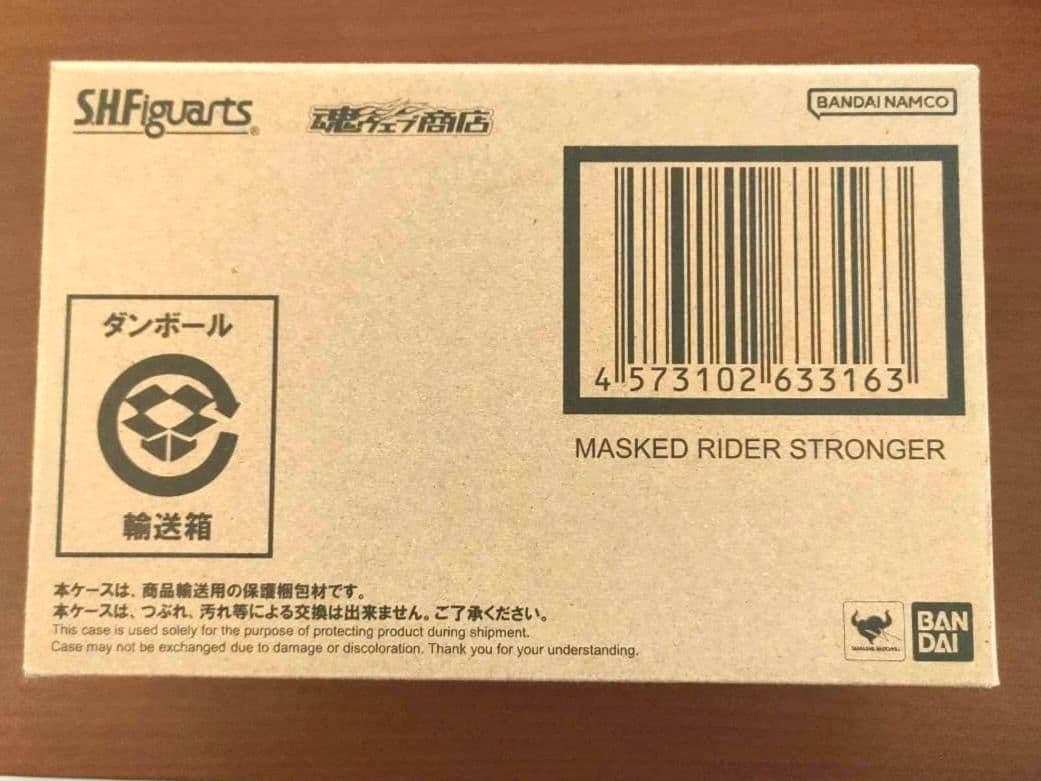 S.H.Figuarts®
魂ウェブ商店
BANDAI NAMCO
4 573102 633163
MASKED RIDER STRONGER
ダンボール
輸送箱
本ケースは、商品輸送用の保護梱包材です。
本ケースは、つぶれ、汚れ等による交換は出来ません。ご了承ください。
This case is used solely for the purpose of protecting product during shipment.
Case may not be exchanged due to damage or discoloration. Thank you for your understanding.
BAN
DAI